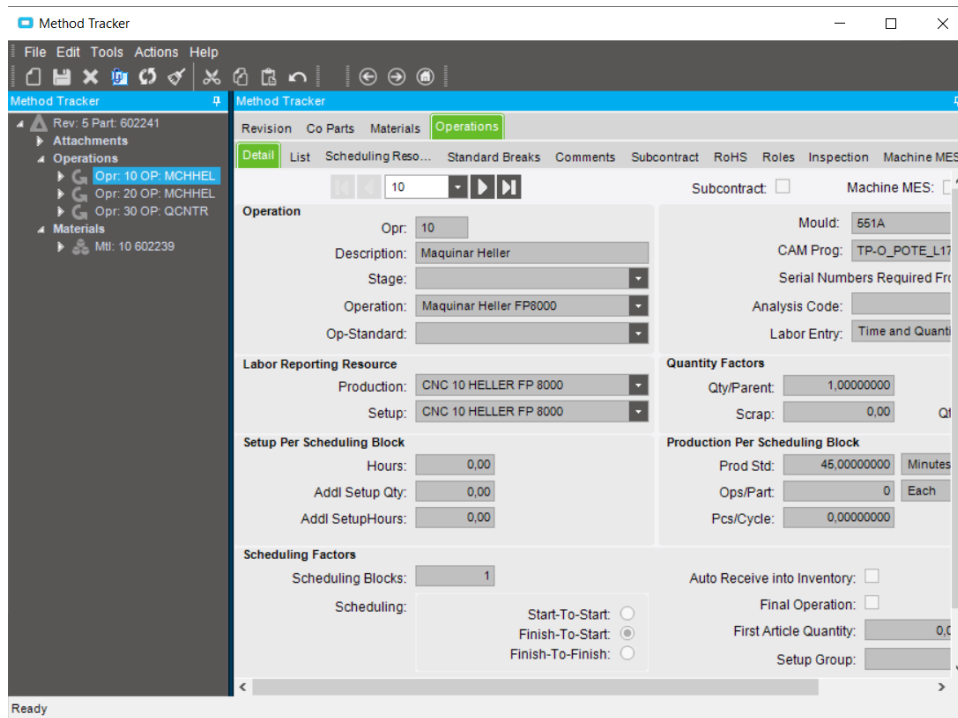 Method Tracker
File Edit Tools Actions Help
Method Tracker
Rev: 5 Part: 602241
Attachments
Operations
Opr: 10 OP: MCHHEL
Opr: 20 OP: MCHHEL
Opr: 30 OP: QCNTR
Materials
Mtl: 10 602239
Method Tracker
Revision Co Parts Materials Operations
Detail List Scheduling Reso... Standard Breaks Comments Subcontract RoHS Roles Inspection Machine MES
10 Subcontract: Machine MES:
Operation
Opr: 10
Description: Maquinar Heller
Stage:
Operation: Maquinar Heller FP8000
Op-Standard:
Mould: 551A
CAM Prog: TP-O_POTE_L17
Serial Numbers Required Fro
Analysis Code:
Labor Entry: Time and Quanti
Labor Reporting Resource
Production: CNC 10 HELLER FP 8000
Setup: CNC 10 HELLER FP 8000
Quantity Factors
Qty/Parent: 1,00000000
Scrap: 0,00 Qt
Setup Per Scheduling Block
Hours: 0,00
Addl Setup Qty: 0,00
Addl SetupHours: 0,00
Production Per Scheduling Block
Prod Std: 45,00000000 Minutes
Ops/Part: 0 Each
Pcs/Cycle: 0,00000000
Scheduling Factors
Scheduling Blocks: 1
Scheduling:
Start-To-Start:
Finish-To-Start:
Finish-To-Finish:
Auto Receive into Inventory:
Final Operation:
First Article Quantity: 0,0
Setup Group:
Ready